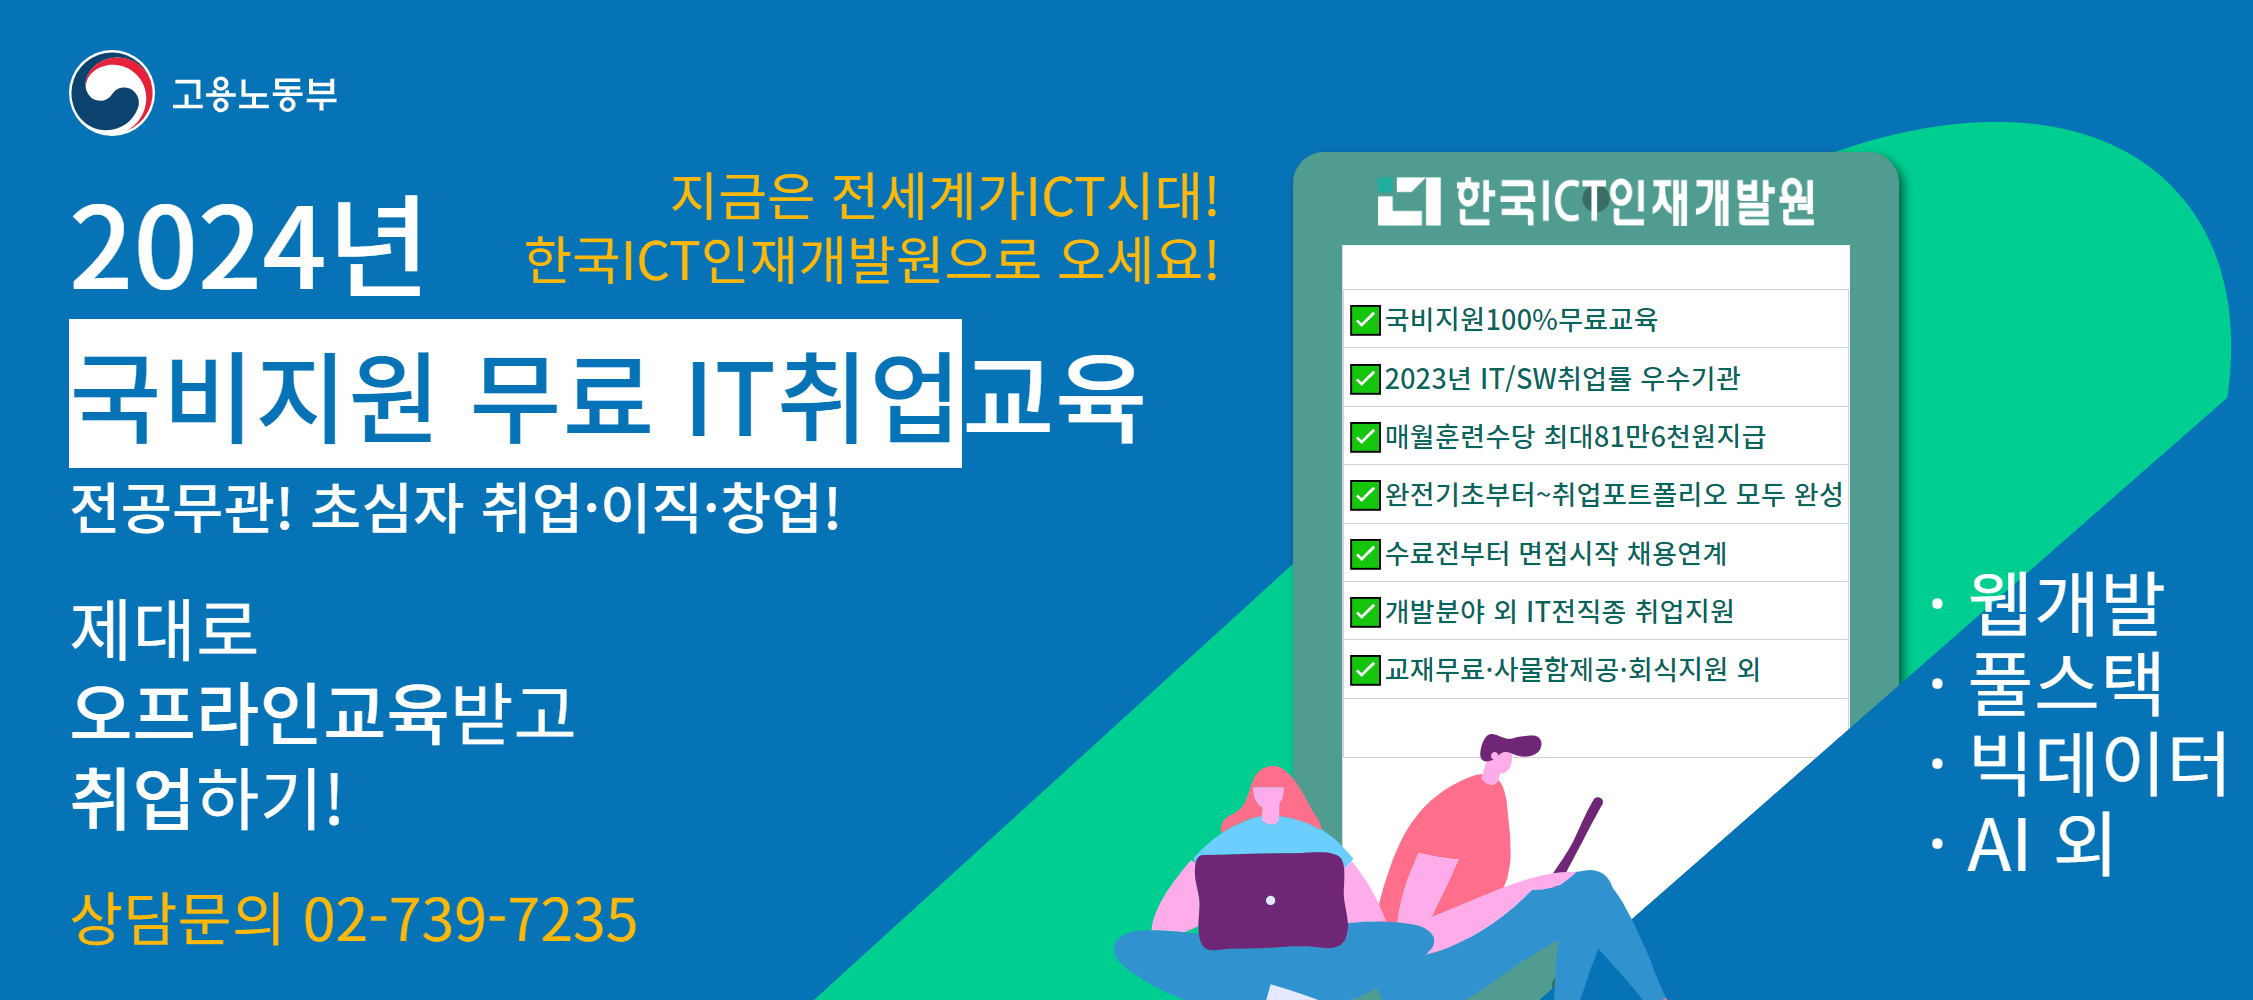 고용노동부
지금은 전세계가ICT시대!
한국ICT인재개발원으로 오세요!
2024년
국비지원 무료 IT취업교육
전공무관! 초심자 취업·이직·창업!
제대로
오프라인교육받고
취업하기!
상담문의 02-739-7235
한국ICT인재개발원
국비지원100%무료교육
2023년 IT/SW취업률 우수기관
매월훈련수당 최대81만6천원지급
완전기초부터~취업포트폴리오 모두 완성
수료전부터 면접시작 채용연계
개발분야 외 IT전직종 취업지원
교재무료·사물함제공·회식지원 외
· 웹개발
· 풀스택
· 빅데이터
· AI 외